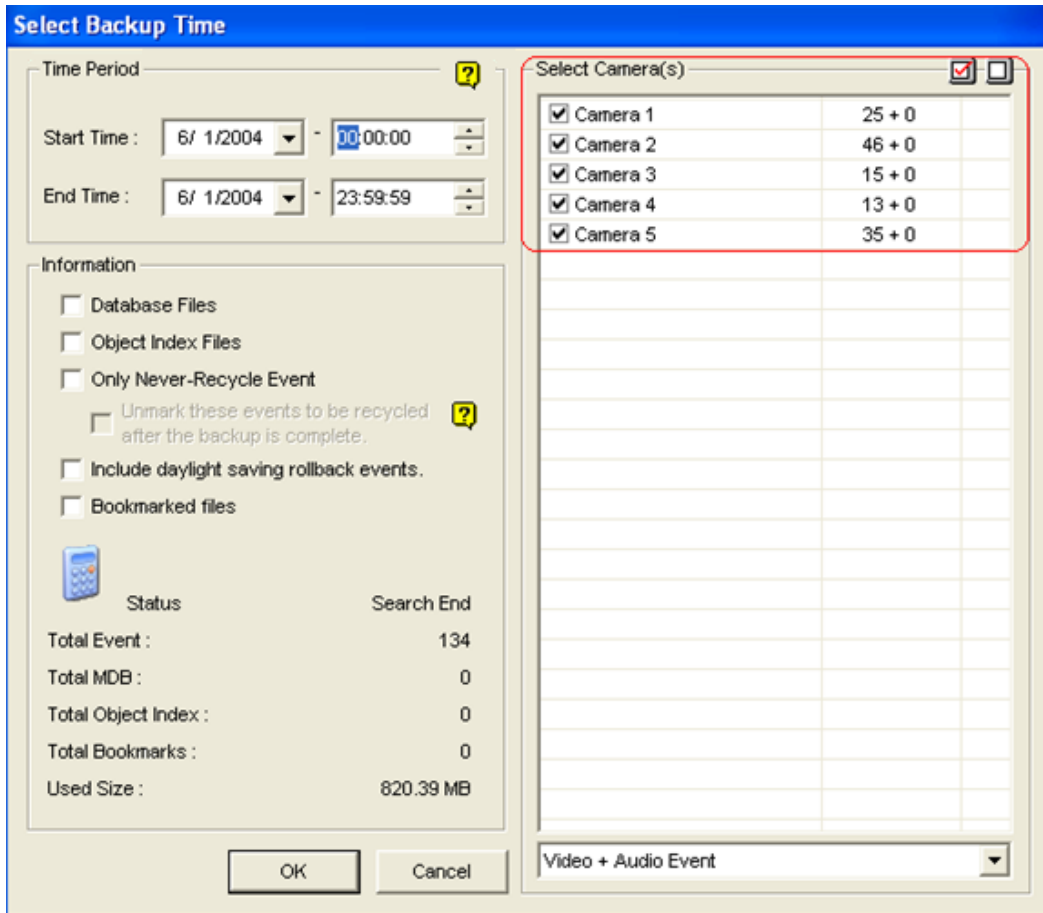 Select Backup Time
Time Period
Start Time : 6/ 1/2004 - 00:00:00
End Time : 6/ 1/2004 - 23:59:59
Information
Database Files
Object Index Files
Only Never-Recycle Event
Unmark these events to be recycled
after the backup is complete.
Include daylight saving rollback events.
Bookmarked files
Status Search End
Total Event : 134
Total MDB : 0
Total Object Index : 0
Total Bookmarks : 0
Used Size : 820.39 MB
OK Cancel
Select Camera(s)
Camera 1 25 + 0
Camera 2 46 + 0
Camera 3 15 + 0
Camera 4 13 + 0
Camera 5 35 + 0
Video + Audio Event